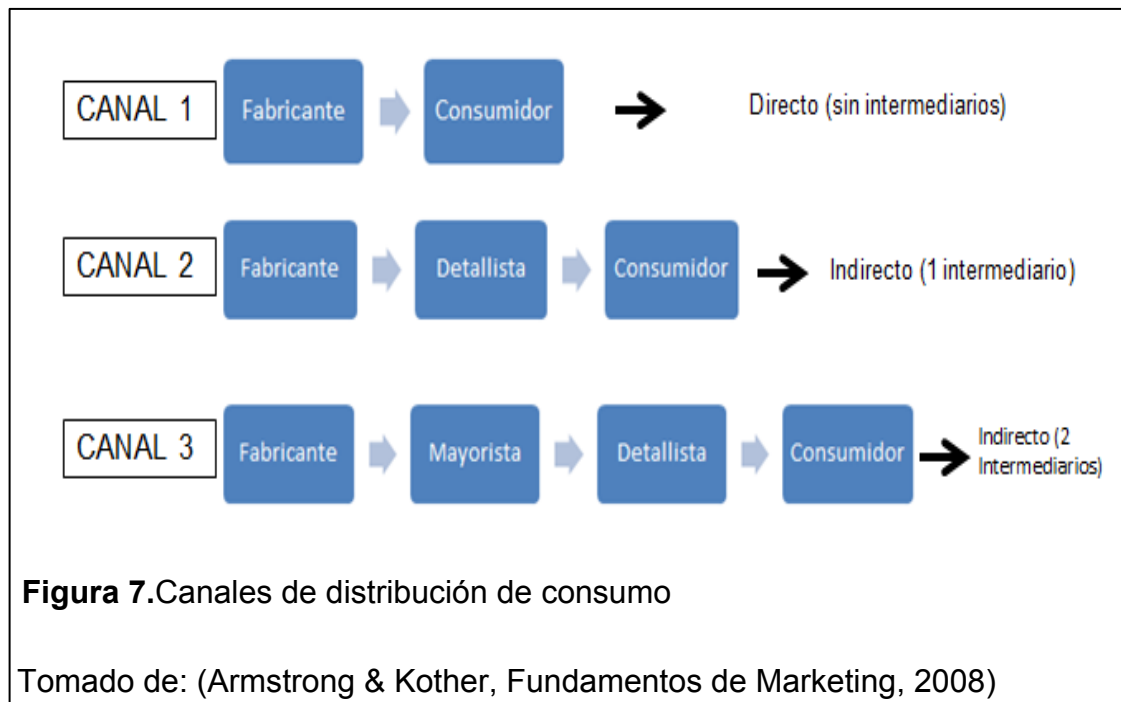 CANAL 1 Fabricante Consumidor Directo (sin intermediarios)
CANAL 2 Fabricante Detallista Consumidor Indirecto (1 intermediario)
CANAL 3 Fabricante Mayorista Detallista Consumidor Indirecto (2
Intermediarios)
Figura 7.Canales de distribución de consumo
Tomado de: (Armstrong & Kother, Fundamentos de Marketing, 2008)